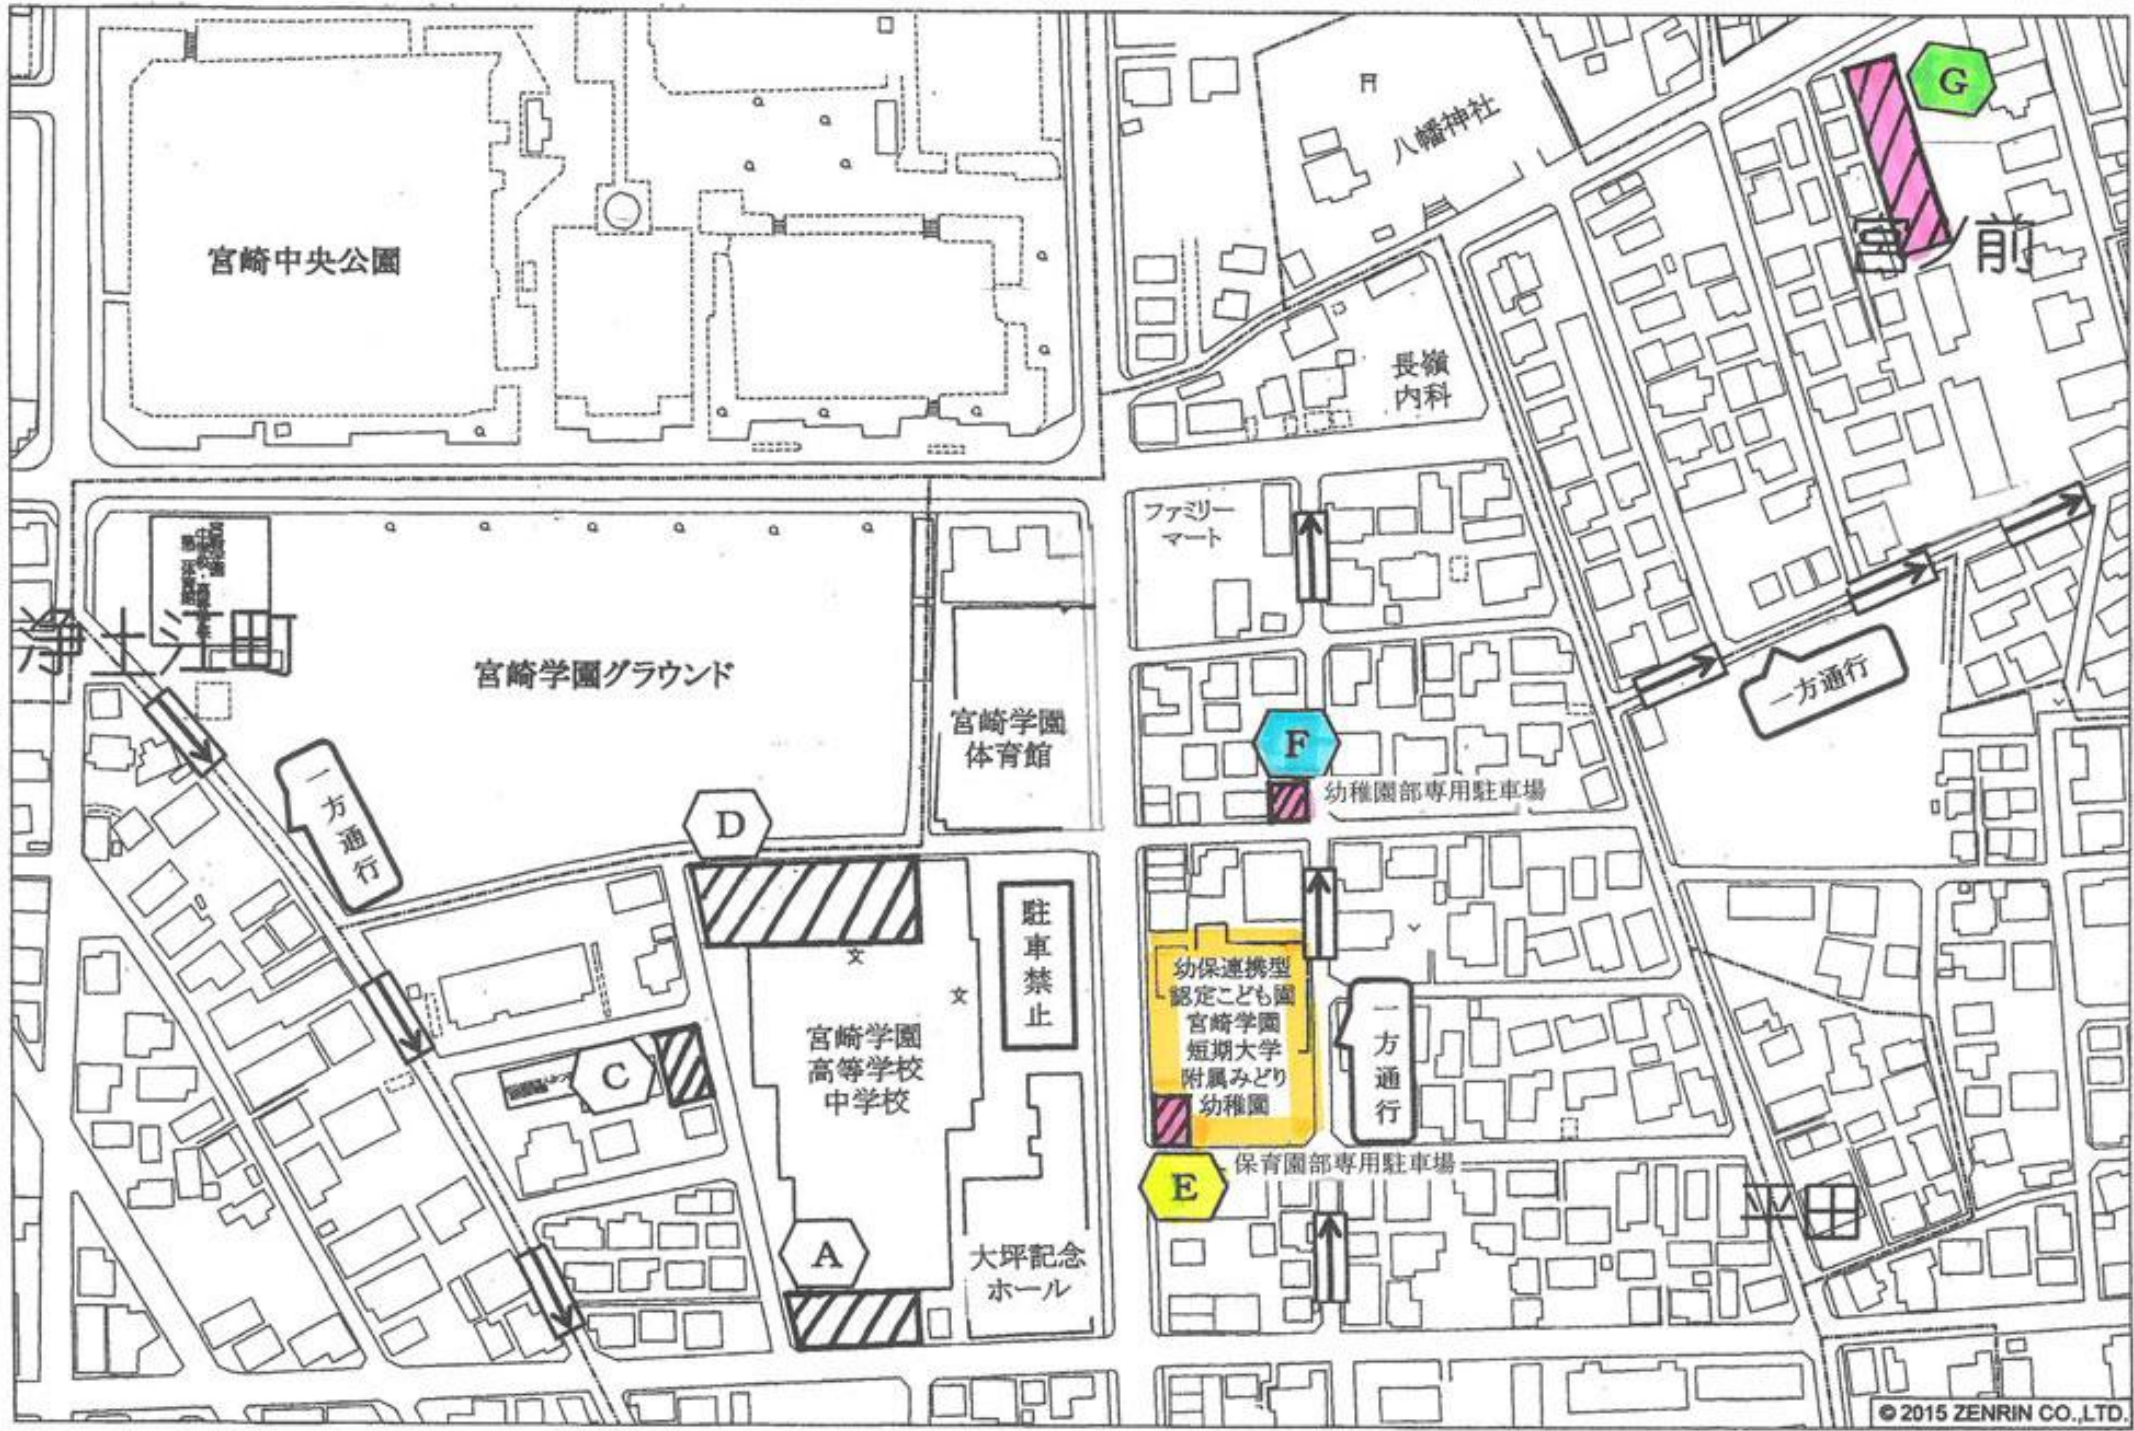 G
八幡神社
宮ノ前
宮崎中央公園
長嶺
内科
ファミリー
マート
浄土江町
宮崎学園グラウンド
一方通行
宮崎学園
体育館
F
幼稚園部専用駐車場
一方通行
D
駐車禁止
文
文
幼保連携型
認定こども園
宮崎学園
短期大学
附属みどり
幼稚園
一方通行
宮崎学園
高等学校
中学校
C
保育園部専用駐車場
E
A
大坪記念
ホール
© 2015 ZENRIN CO.,LTD.